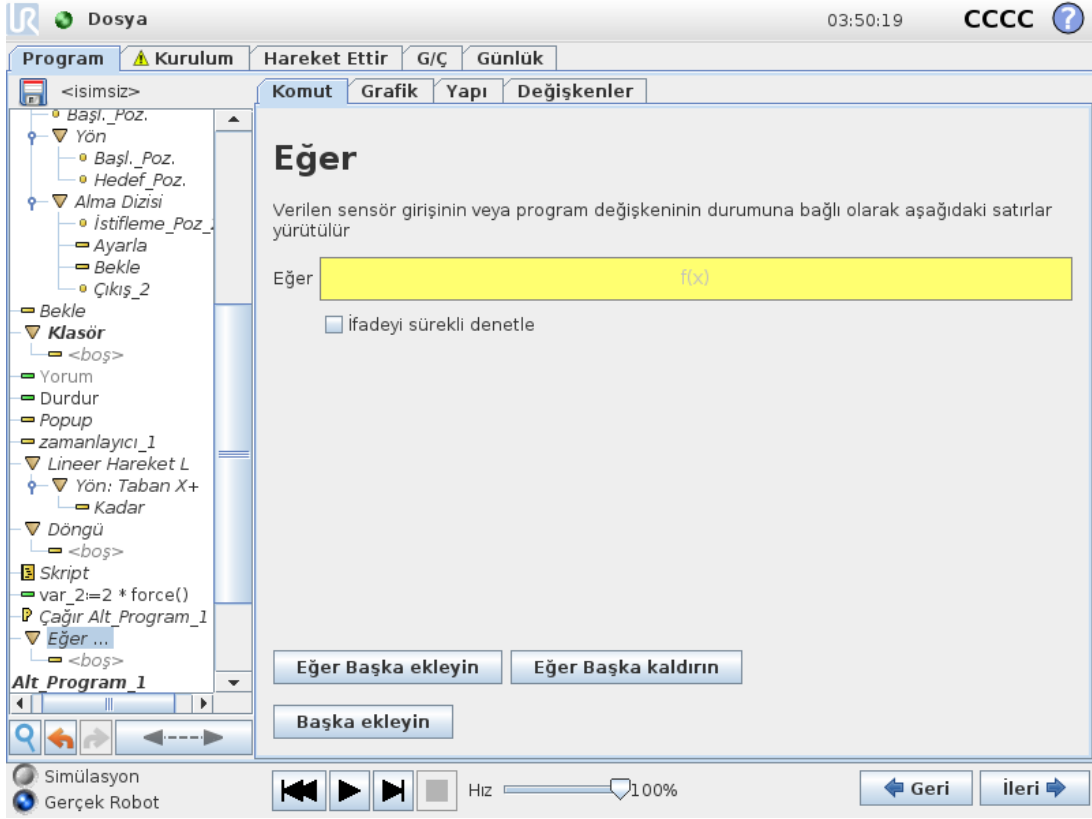 UR Dosya 03:50:19 CCCC ?
Program Kurulum Hareket Ettir G/Ç Günlük
<isimsiz>
Komut Grafik Yapı Değişkenler
Başl._Poz.
Yön
Başl._Poz.
Hedef_Poz.
Alma Dizisi
İstifleme_Poz_
Ayarla
Bekle
Çıkış_2
Bekle
Klasör
<boş>
Yorum
Durdur
Popup
zamanlayıcı_1
Lineer Hareket L
Yön: Taban X+
Kadar
Döngü
<boş>
Skript
var_2:=2 * force()
P Çağır Alt_Program_1
Eğer ...
<boş>
Alt_Program_1
Eğer
Verilen sensör girişinin veya program değişkeninin durumuna bağlı olarak aşağıdaki satırlar
yürütülür
Eğer f(x)
İfadeyi sürekli denetle
Eğer Başka ekleyin Eğer Başka kaldırın
Başka ekleyin
Simülasyon
Gerçek Robot
Hız 100%
Geri İleri